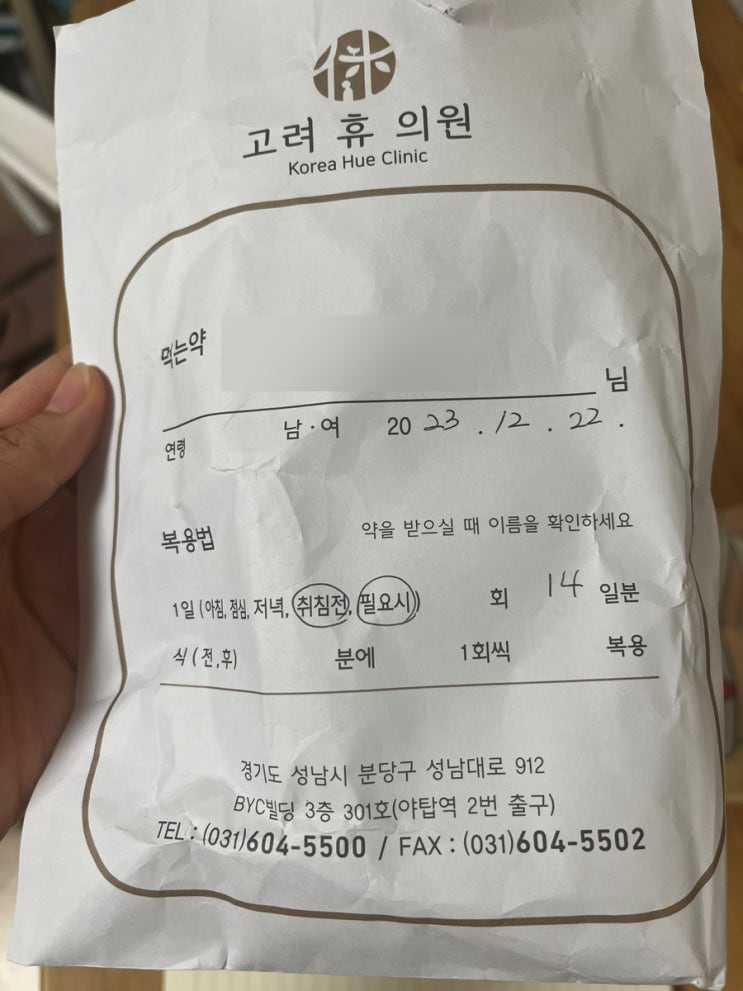 고려 휴 의원
Korea Hue Clinic
먹는약
님
연령 남 · 여 20 23 . 12 . 22 .
복용법 약을 받으실 때 이름을 확인하세요
1일 (아침, 점심, 저녁, 취침전, 필요시) 회 14 일분
식 (전,후) 분에 1회씩 복용
경기도 성남시 분당구 성남대로 912
BYC빌딩 3층 301호(야탑역 2번 출구)
TEL : (031)604-5500 / FAX : (031)604-5502